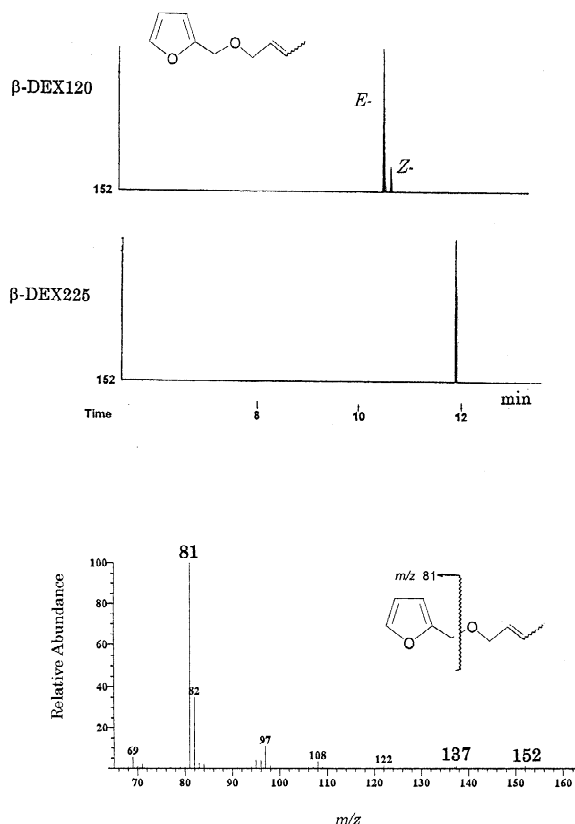 O
O
β-DEX120
E-
Z-
152
β-DEX225
152
min
Time
8
10
12
81
100
80
60
40
20
Relative Abundance
m/z 81
O
O
82
69
97
108
122
137
152
70
80
90
100
110
120
130
140
150
160
m/z